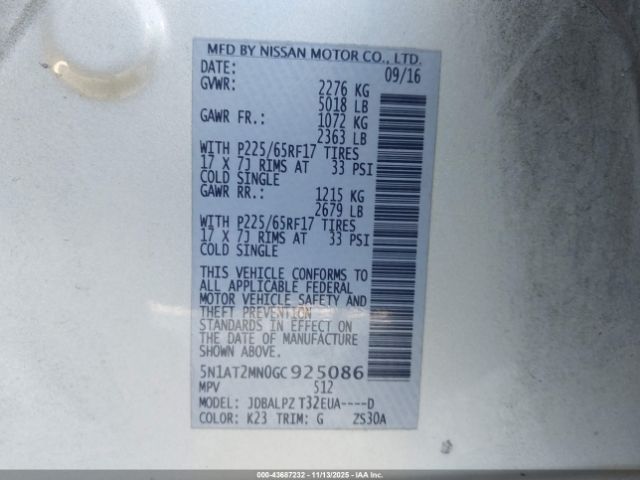 MFD BY NISSAN MOTOR CO., LTD.
DATE: 09/16
GVWR: 2276 KG
5018 LB
GAWR FR.: 1072 KG
2363 LB
WITH P225/65RF17 TIRES
17 X 7J RIMS AT 33 PSI
COLD SINGLE
GAWR RR.: 1215 KG
2679 LB
WITH P225/65RF17 TIRES
17 X 7J RIMS AT 33 PSI
COLD SINGLE
THIS VEHICLE CONFORMS TO
ALL APPLICABLE FEDERAL
MOTOR VEHICLE SAFETY AND
THEFT PREVENTION
STANDARDS IN EFFECT ON
THE DATE OF MANUFACTURE
SHOWN ABOVE.
5N1AT2MN0GC925086
MPV 512
MODEL: JDBALPZ T32EUA----D
COLOR: K23 TRIM: G ZS30A
000-43687232 - 11/13/2025 - IAA Inc. All Rights Reserved